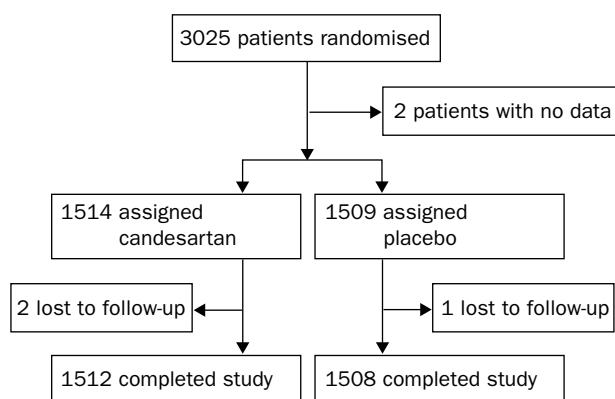 3025 patients randomised
2 patients with no data
1514 assigned
candesartan
1509 assigned
placebo
2 lost to follow-up
1 lost to follow-up
1512 completed study
1508 completed study